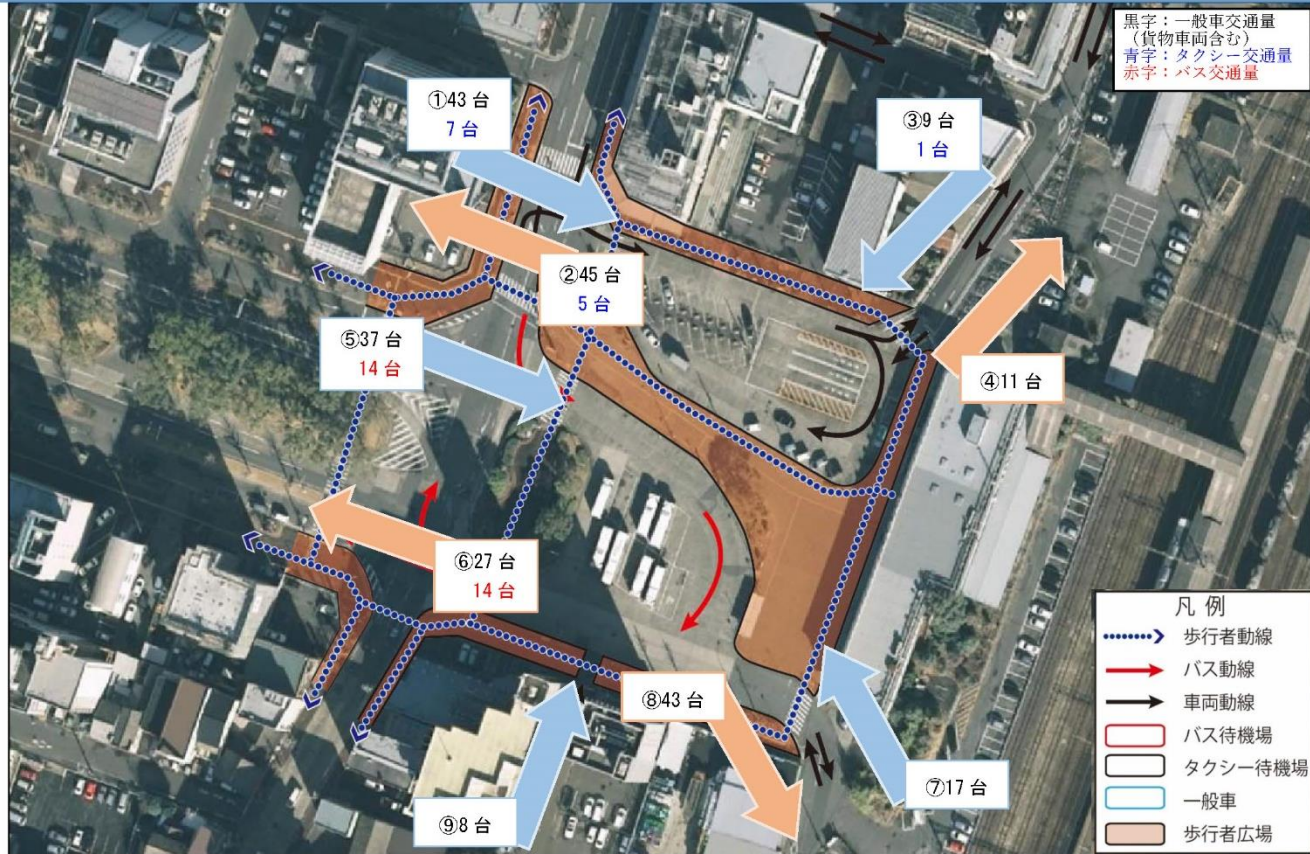 黒字：一般車交通量
（貨物車両含む）
青字：タクシー交通量
赤字：バス交通量
①43 台
7 台
③9 台
1 台
②45 台
5 台
⑤37 台
14 台
④11 台
⑥27 台
14 台
⑧43 台
⑦17 台
⑨8 台
凡 例
歩行者動線
バス動線
車両動線
バス待機場
タクシー待機場
一般車
歩行者広場